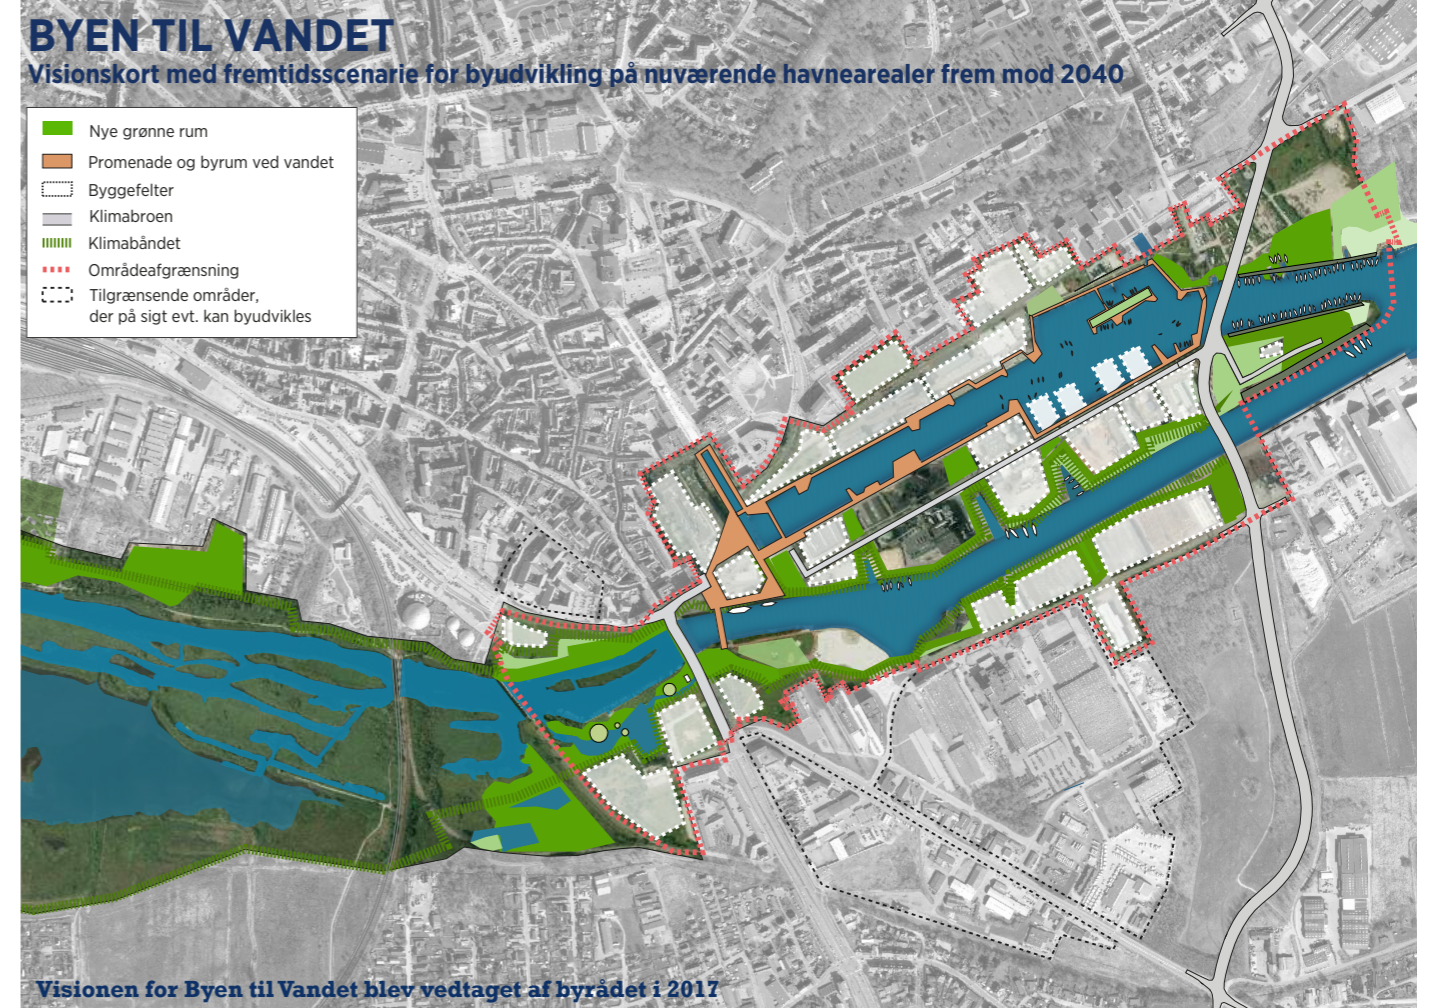 BYEN TIL VANDET
Visionskort med fremtidsscenarie for byudvikling på nuværende havnearealer frem mod 2040
Nye grønne rum
Promenade og byrum ved vandet
Byggefelter
Klimabroen
Klimabåndet
Områdeafgrænsning
Tilgrænsende områder,
der på sigt evt. kan byudvikles
Visionen for Byen til Vandet blev vedtaget af byrådet i 2017